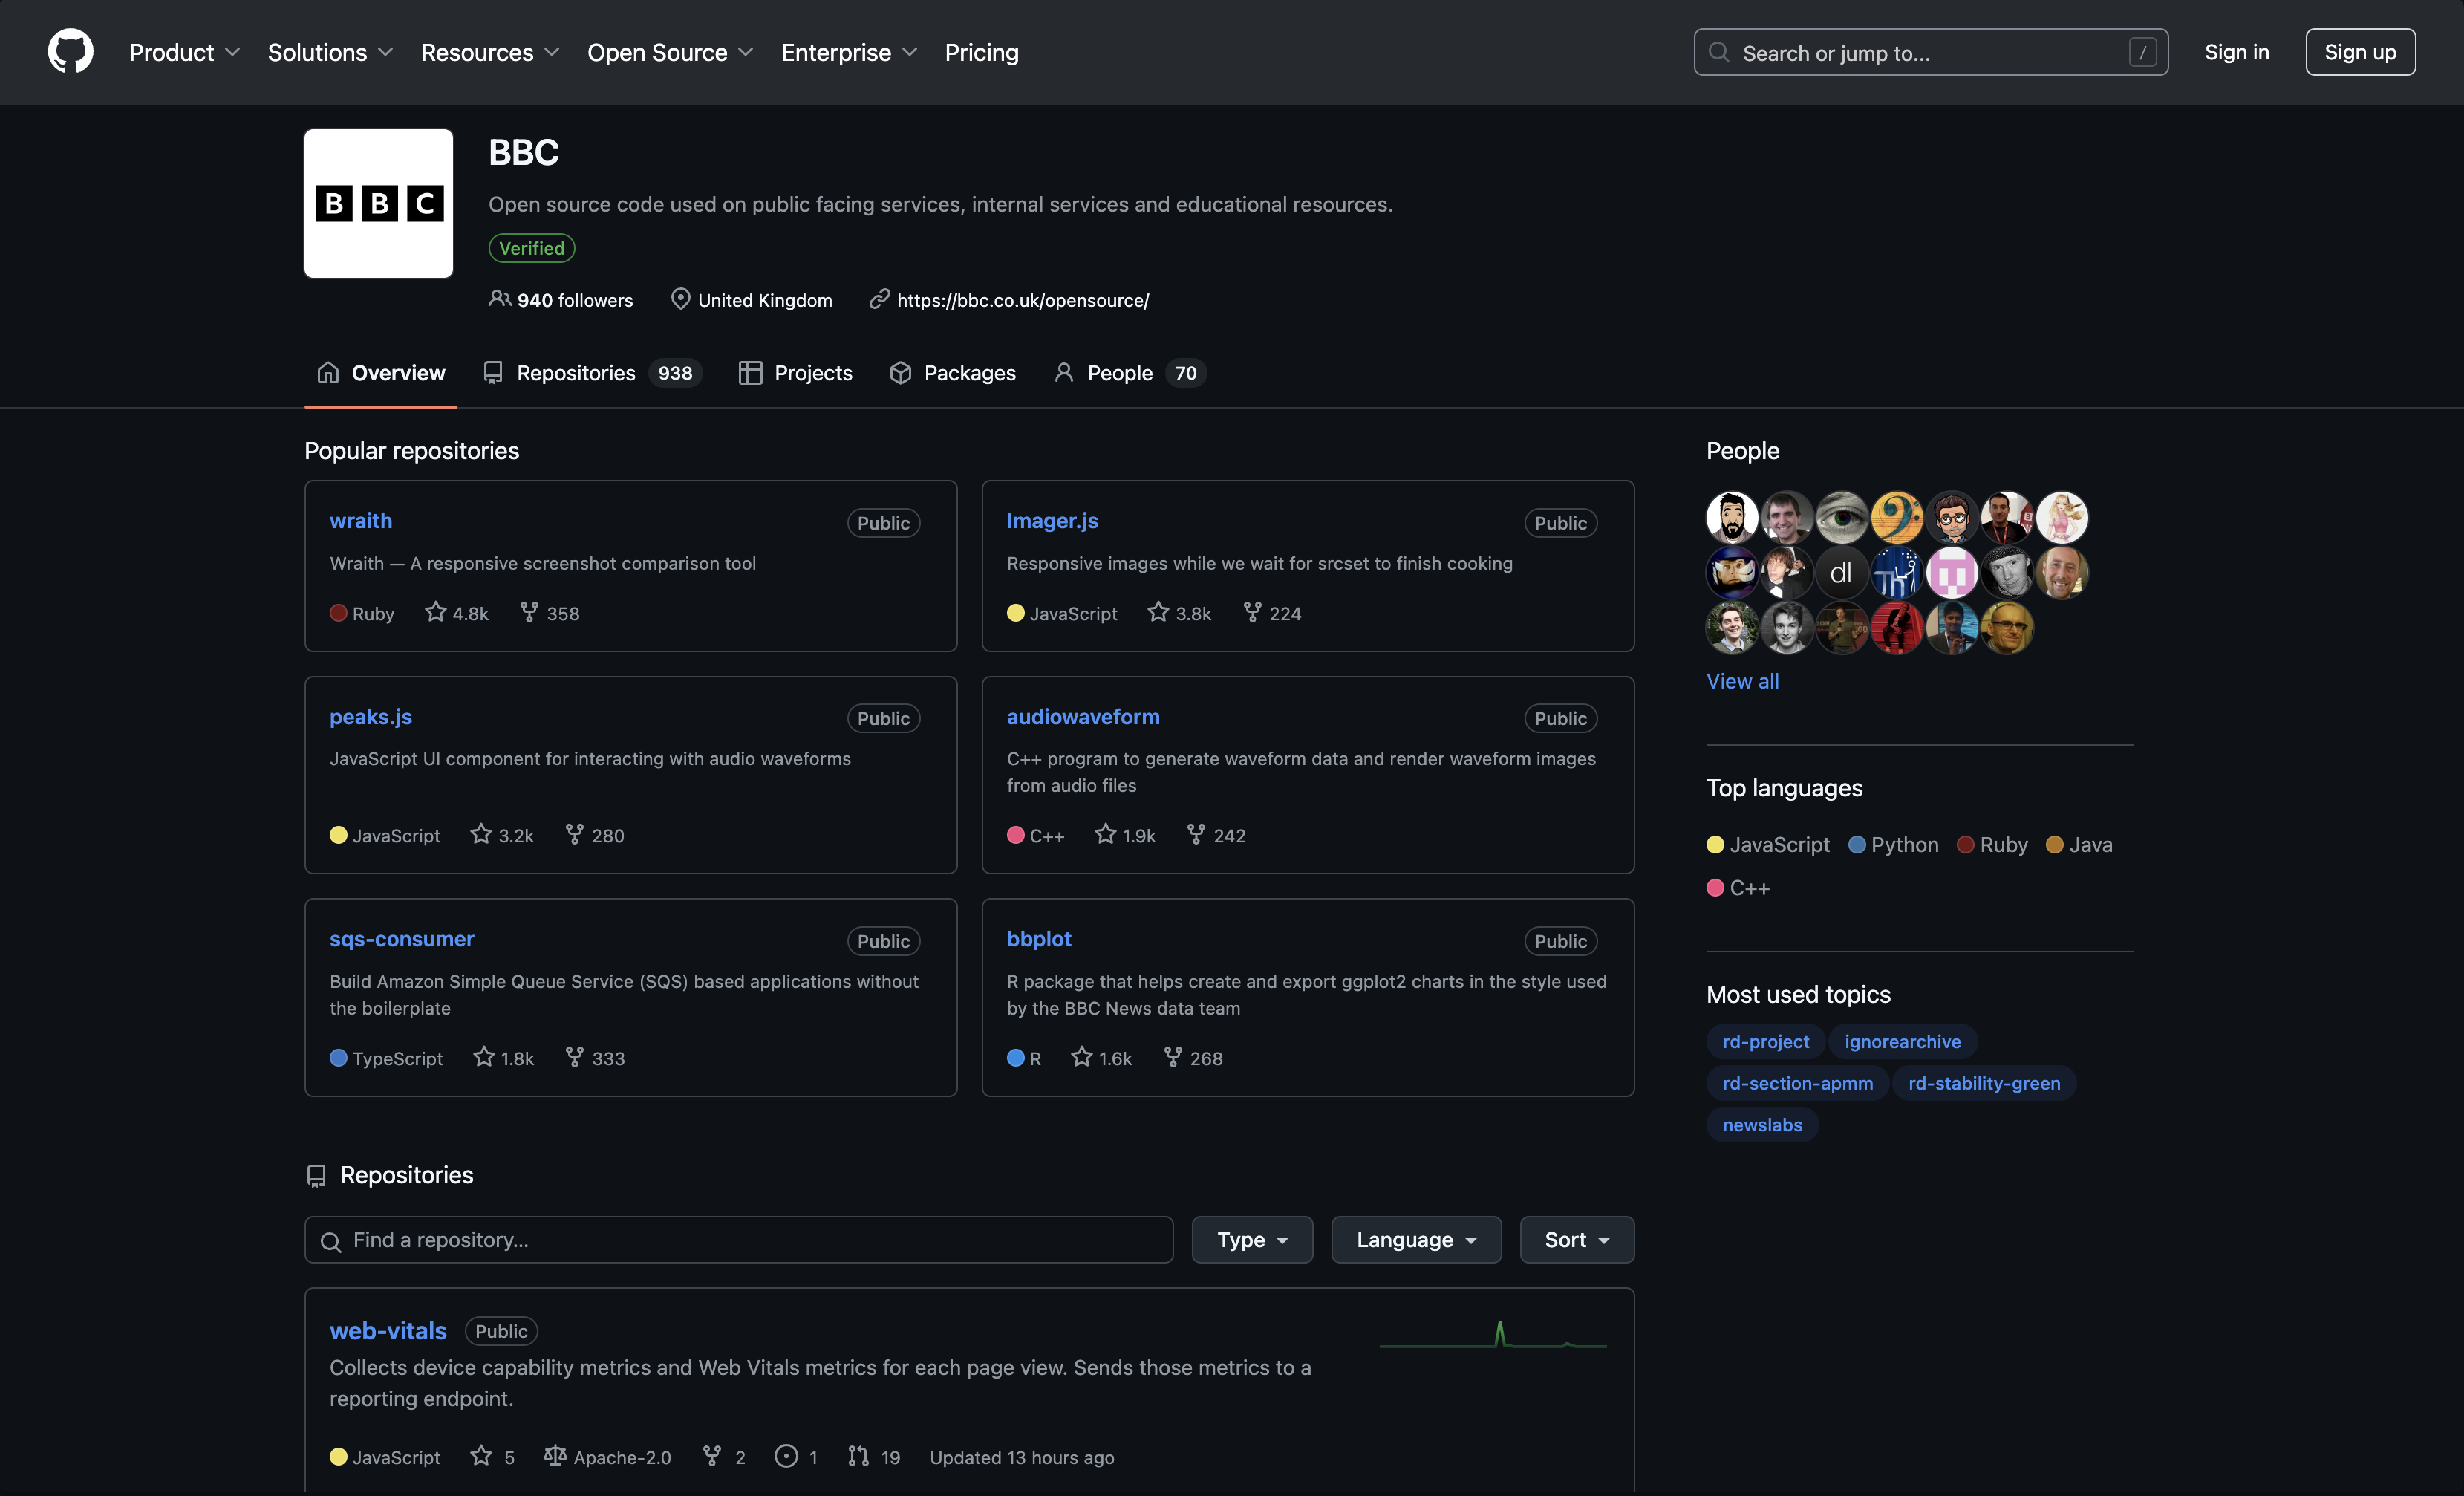 Product Solutions Resources Open Source Enterprise Pricing Search or jump to... / Sign in Sign up
B B C
BBC
Open source code used on public facing services, internal services and educational resources.
Verified
940 followers United Kingdom https://bbc.co.uk/opensource/
Overview Repositories 938 Projects Packages People 70
Popular repositories
wraith Public
Wraith — A responsive screenshot comparison tool
Ruby 4.8k 358
Imager.js Public
Responsive images while we wait for srcset to finish cooking
JavaScript 3.8k 224
peaks.js Public
JavaScript UI component for interacting with audio waveforms
JavaScript 3.2k 280
audiowaveform Public
C++ program to generate waveform data and render waveform images
from audio files
C++ 1.9k 242
sqs-consumer Public
Build Amazon Simple Queue Service (SQS) based applications without
the boilerplate
TypeScript 1.8k 333
bbplot Public
R package that helps create and export ggplot2 charts in the style used
by the BBC News data team
R 1.6k 268
Repositories
Find a repository... Type Language Sort
web-vitals Public
Collects device capability metrics and Web Vitals metrics for each page view. Sends those metrics to a
reporting endpoint.
JavaScript 5 Apache-2.0 2 1 19 Updated 13 hours ago
People
dl
View all
Top languages
JavaScript Python Ruby Java
C++
Most used topics
rd-project ignorearchive
rd-section-apmm rd-stability-green
newslabs